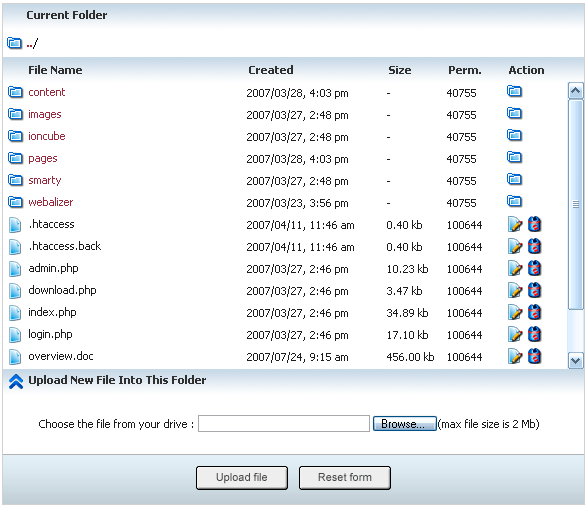 Current Folder
../
File Name Created Size Perm. Action
content 2007/03/28, 4:03 pm - 40755
images 2007/03/27, 2:48 pm - 40755
ioncube 2007/03/27, 2:48 pm - 40755
pages 2007/03/28, 4:03 pm - 40755
smarty 2007/03/27, 2:48 pm - 40755
webalizer 2007/03/23, 3:56 pm - 40755
.htaccess 2007/04/11, 11:46 am 0.40 kb 100644
.htaccess.back 2007/04/11, 11:46 am 0.40 kb 100644
admin.php 2007/03/27, 2:46 pm 10.23 kb 100644
download.php 2007/03/27, 2:46 pm 3.47 kb 100644
index.php 2007/03/27, 2:46 pm 34.89 kb 100644
login.php 2007/03/27, 2:46 pm 17.10 kb 100644
overview.doc 2007/07/24, 9:15 am 456.00 kb 100644
Upload New File Into This Folder
Choose the file from your drive : Browse... (max file size is 2 Mb)
Upload file Reset form